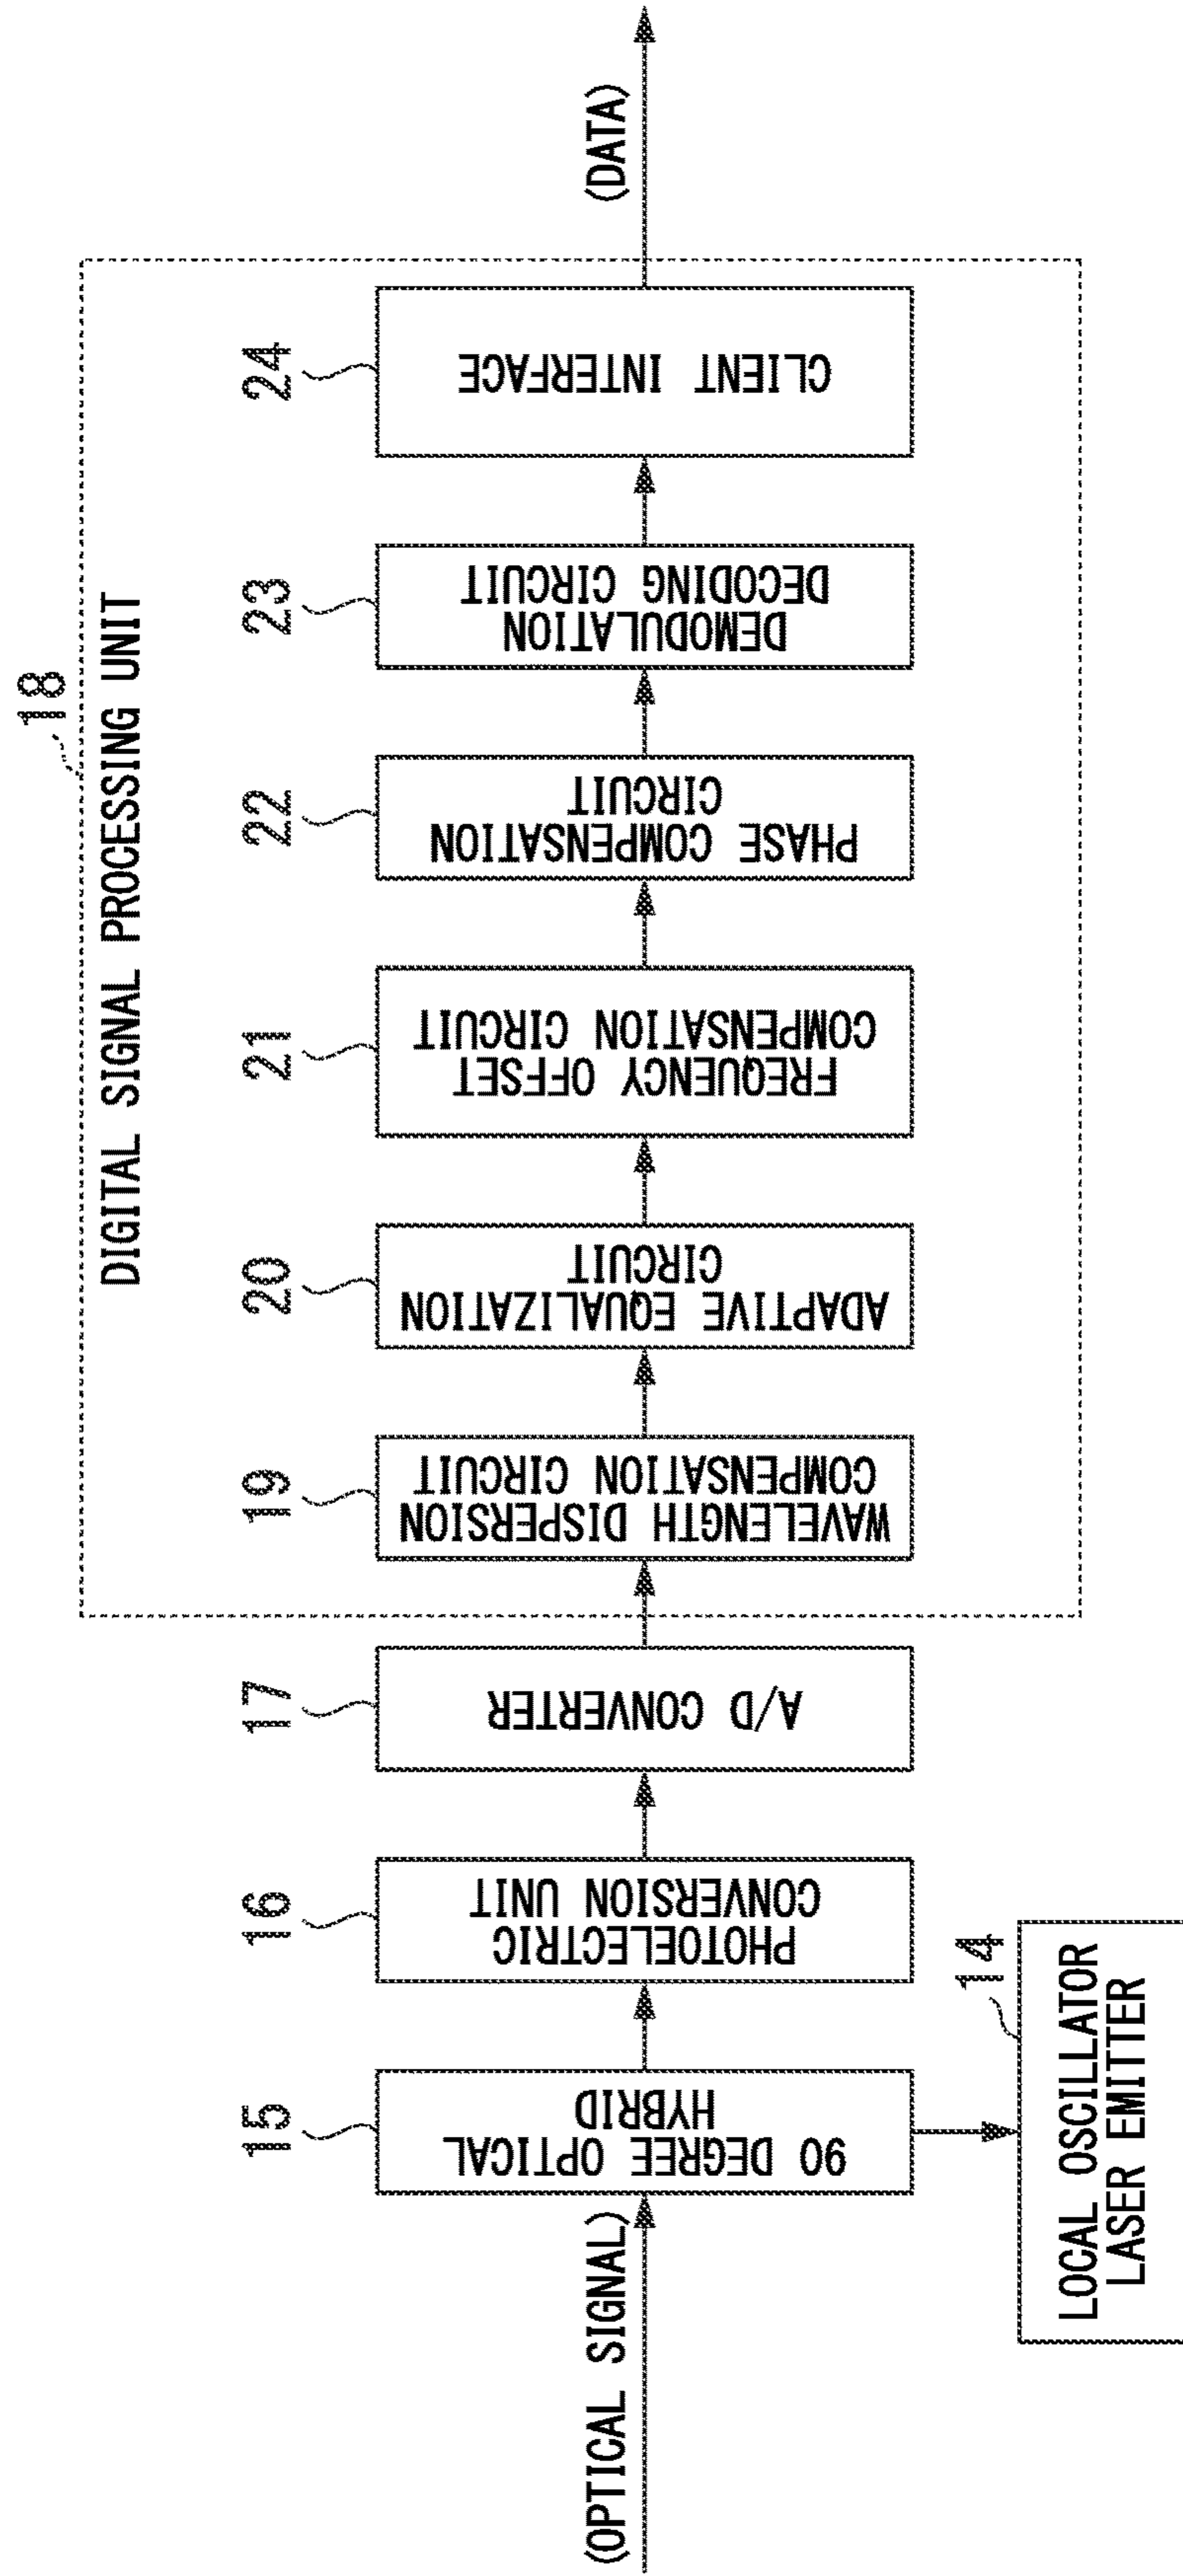 18
DIGITAL SIGNAL PROCESSING UNIT
(OPTICAL SIGNAL)
15
90 DEGREE OPTICAL
HYBRID
14
LOCAL OSCILLATOR
LASER EMITTER
16
PHOTOELECTRIC
CONVERSION UNIT
17
A/D CONVERTER
19
WAVELENGTH DISPERSION
COMPENSATION CIRCUIT
20
ADAPTIVE EQUALIZATION
CIRCUIT
21
FREQUENCY OFFSET
COMPENSATION CIRCUIT
22
PHASE COMPENSATION
CIRCUIT
23
DEMODULATION
DECODING CIRCUIT
24
CLIENT INTERFACE
(DATA)